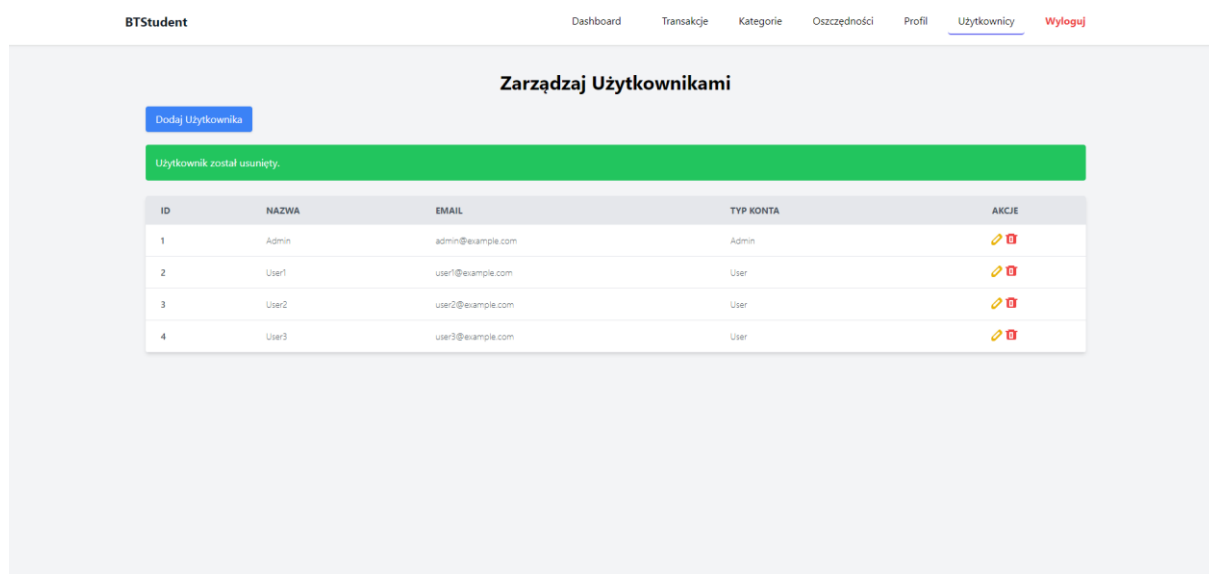 BTStudent Dashboard Transakcje Kategorie Oszczędności Profil Użytkownicy Wyloguj
Zarządzaj Użytkownikami
Dodaj Użytkownika
Użytkownik został usunięty.
ID NAZWA EMAIL TYP KONTA AKCJE
1 Admin admin@example.com Admin
2 User1 user1@example.com User
3 User2 user2@example.com User
4 User3 user3@example.com User